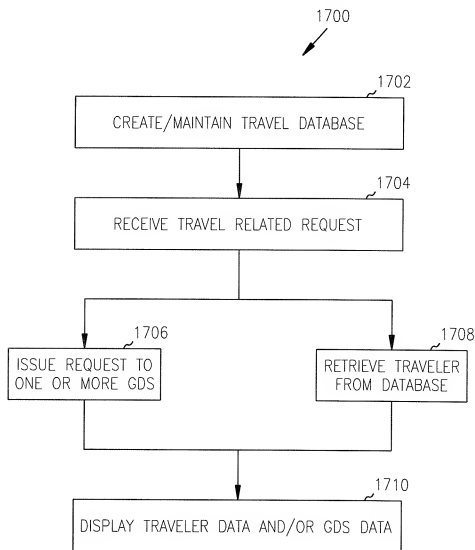 1700
1702
CREATE/MAINTAIN TRAVEL DATABASE
1704
RECEIVE TRAVEL RELATED REQUEST
1706
ISSUE REQUEST TO
ONE OR MORE GDS
1708
RETRIEVE TRAVELER
FROM DATABASE
1710
DISPLAY TRAVELER DATA AND/OR GDS DATA